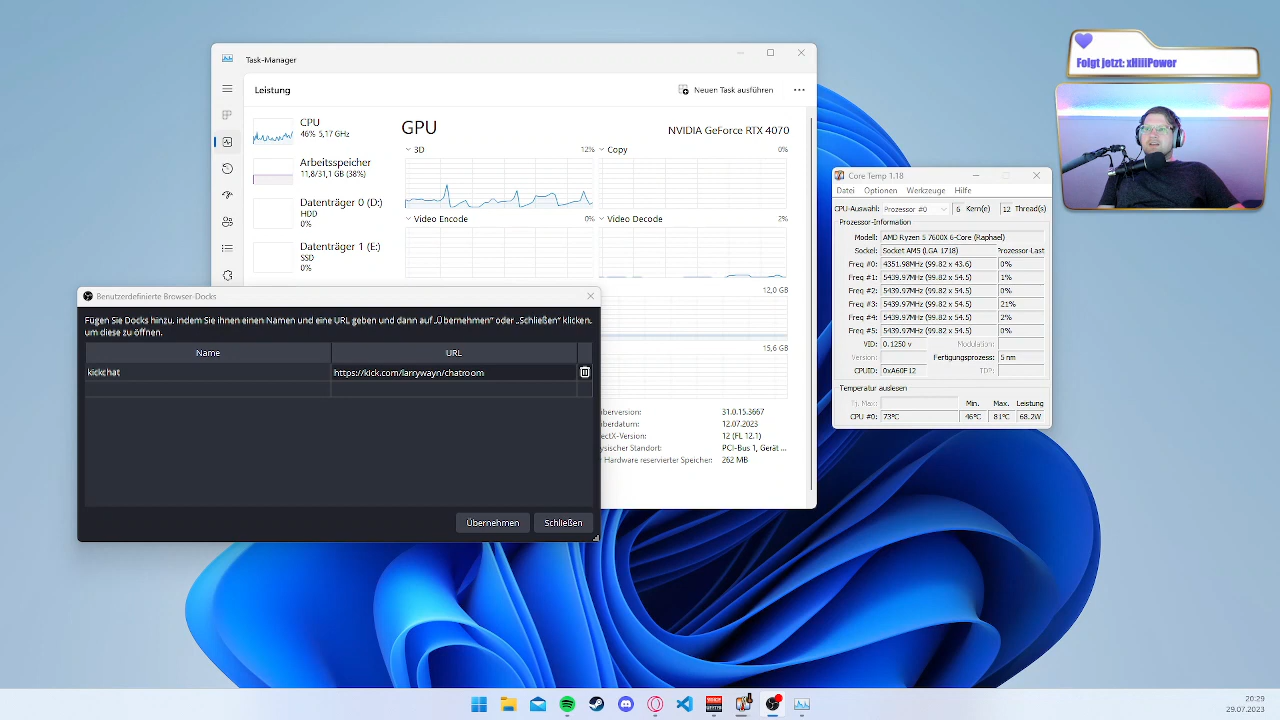 Folgt jetzt: xHiiiPower
Task-Manager
Leistung
Neuen Task ausführen
CPU
46% 5,17 GHz
Arbeitsspeicher
11,8/31,1 GB (38%)
Datenträger 0 (D:)
HDD
0%
Datenträger 1 (E:)
SSD
0%
GPU
NVIDIA GeForce RTX 4070
3D
12%
Copy
0%
Video Encode
0%
Video Decode
2%
12,0 GB
15,6 GB
31.0.15.3667
12.07.2023
12 (FL 12.1)
PCI-Bus 1, Gerät ...
Hardware reservierter Speicher:
262 MB
Benutzerdefinierte Browser-Docks
Fügen Sie Docks hinzu, indem Sie ihnen einen Namen und eine URL geben und dann auf „Übernehmen“ oder „Schließen“ klicken,
um diese zu öffnen.
Name
URL
kickchat
https://kick.com/larrywayn/chatroom
Übernehmen
Schließen
Core Temp 1.18
Datei Optionen Werkzeuge Hilfe
CPU-Auswahl: Prozessor #0 6 Kern(e) 12 Thread(s)
Prozessor-Information
Modell: AMD Ryzen 5 7600X 6-Core (Raphael)
Sockel: Socket AM5 (LGA 1718) Prozessor-Last
Freq #0: 4351.98MHz (99.82 x 43.6) 0%
Freq #1: 5439.97MHz (99.82 x 54.5) 1%
Freq #2: 5439.97MHz (99.82 x 54.5) 0%
Freq #3: 5439.97MHz (99.82 x 54.5) 21%
Freq #4: 5439.97MHz (99.82 x 54.5) 2%
Freq #5: 5439.97MHz (99.82 x 54.5) 0%
VID: 0.1250 v Modulation:
Version: Fertigungsprozess: 5 nm
CPUID: 0xA60F12 TDP:
Temperatur auslesen
Tj. Max.: Min. Max. Leistung
CPU #0: 73°C 46°C 81°C 68.2W
20:29
29.07.2023